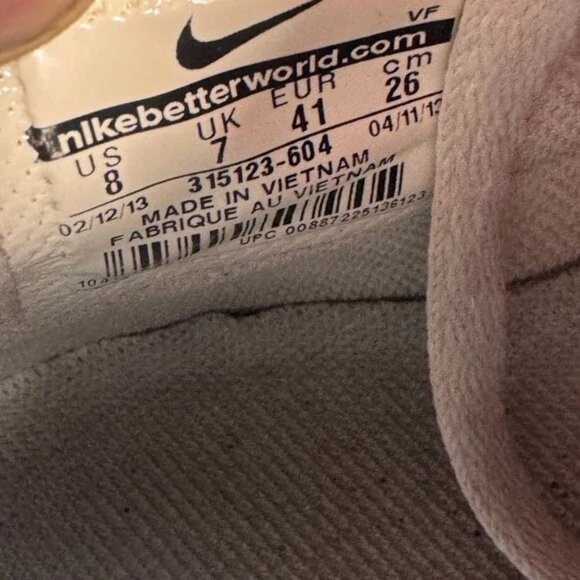 VF
nikebetterworld.com
US UK EUR cm
8 7 41 26
02/12/13 315123-604 04/11/13
MADE IN VIETNAM
FABRIQUE AU VIETNAM
UPC 00887225136123